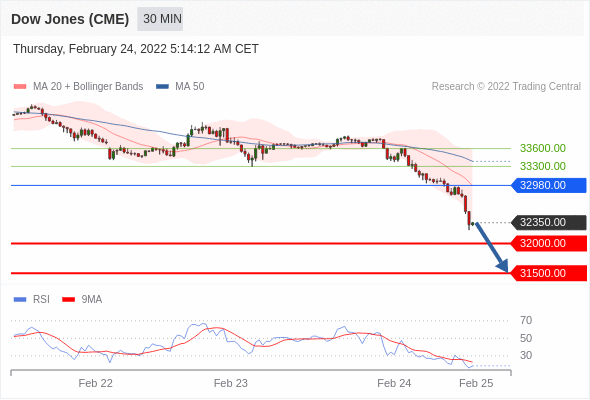 Dow Jones (CME) 30 MIN
Thursday, February 24, 2022 5:14:12 AM CET
MA 20 + Bollinger Bands MA 50 Research © 2022 Trading Central
33600.00
33300.00
32980.00
32350.00
32000.00
31500.00
RSI 9MA
70
50
30
Feb 22 Feb 23 Feb 24 Feb 25